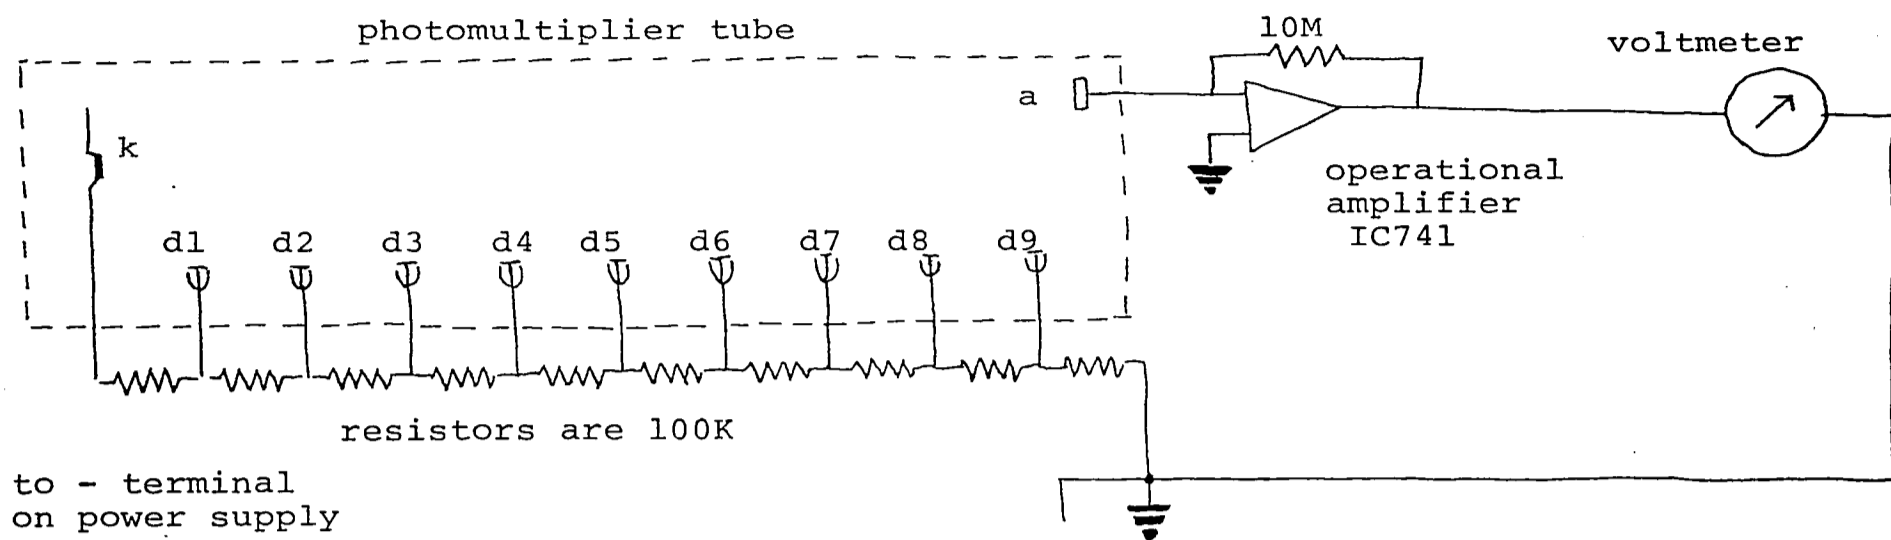 photomultiplier tube
10M
voltmeter
a
k
operational
amplifier
IC741
d1 d2 d3 d4 d5 d6 d7 d8 d9
resistors are 100K
to - terminal
on power supply